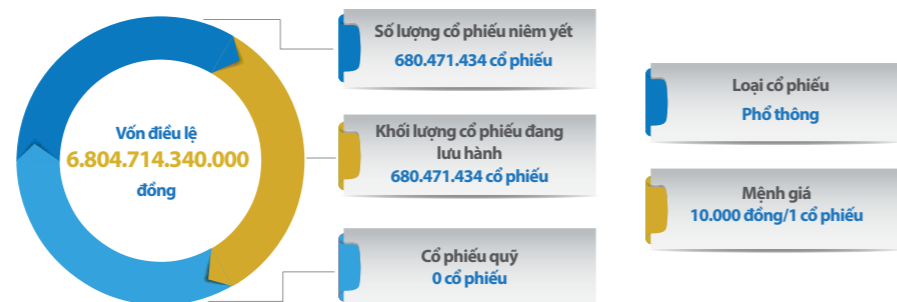 Vốn điều lệ
6.804.714.340.000
đồng
Số lượng cổ phiếu niêm yết
680.471.434 cổ phiếu
Khối lượng cổ phiếu đang
lưu hành
680.471.434 cổ phiếu
Cổ phiếu quỹ
0 cổ phiếu
Loại cổ phiếu
Phổ thông
Mệnh giá
10.000 đồng/1 cổ phiếu